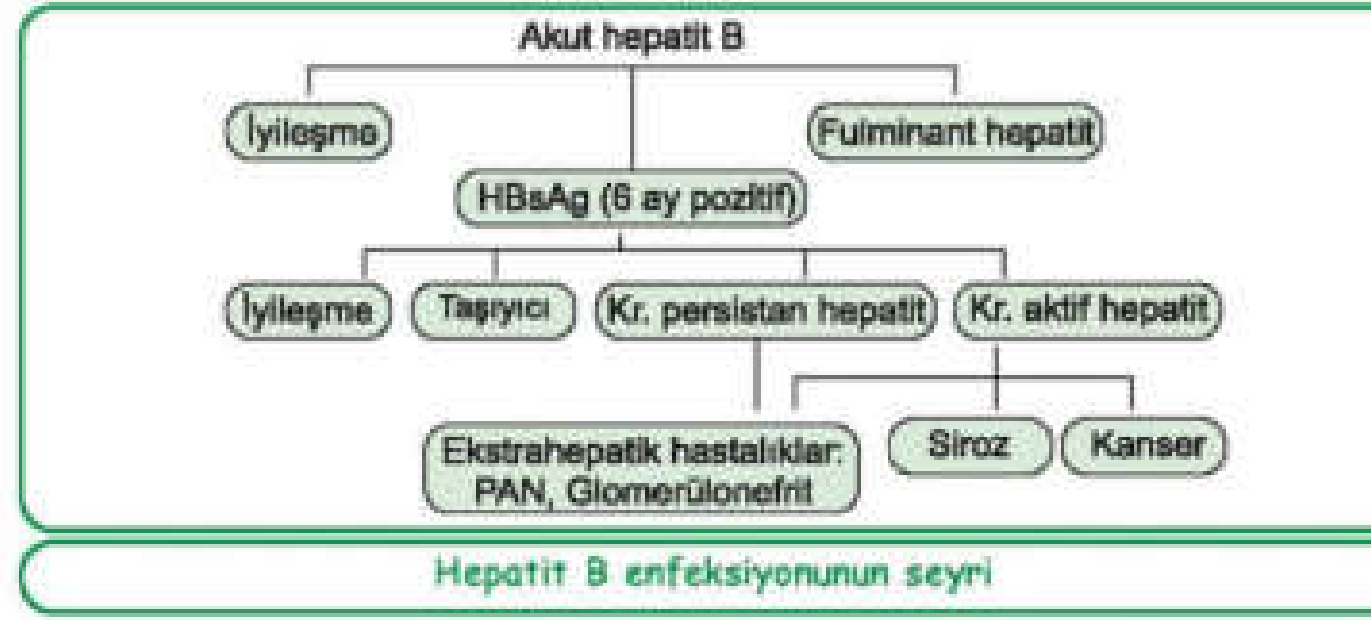 Akut hepatit B
İyileşme
Fulminant hepatit
HBsAg (6 ay pozitif)
İyileşme
Taşıyıcı
Kr. persistan hepatit
Kr. aktif hepatit
Ekstrahepatik hastalıklar:
PAN, Glomerülonefrit
Siroz
Kanser
Hepatit B enfeksiyonunun seyri